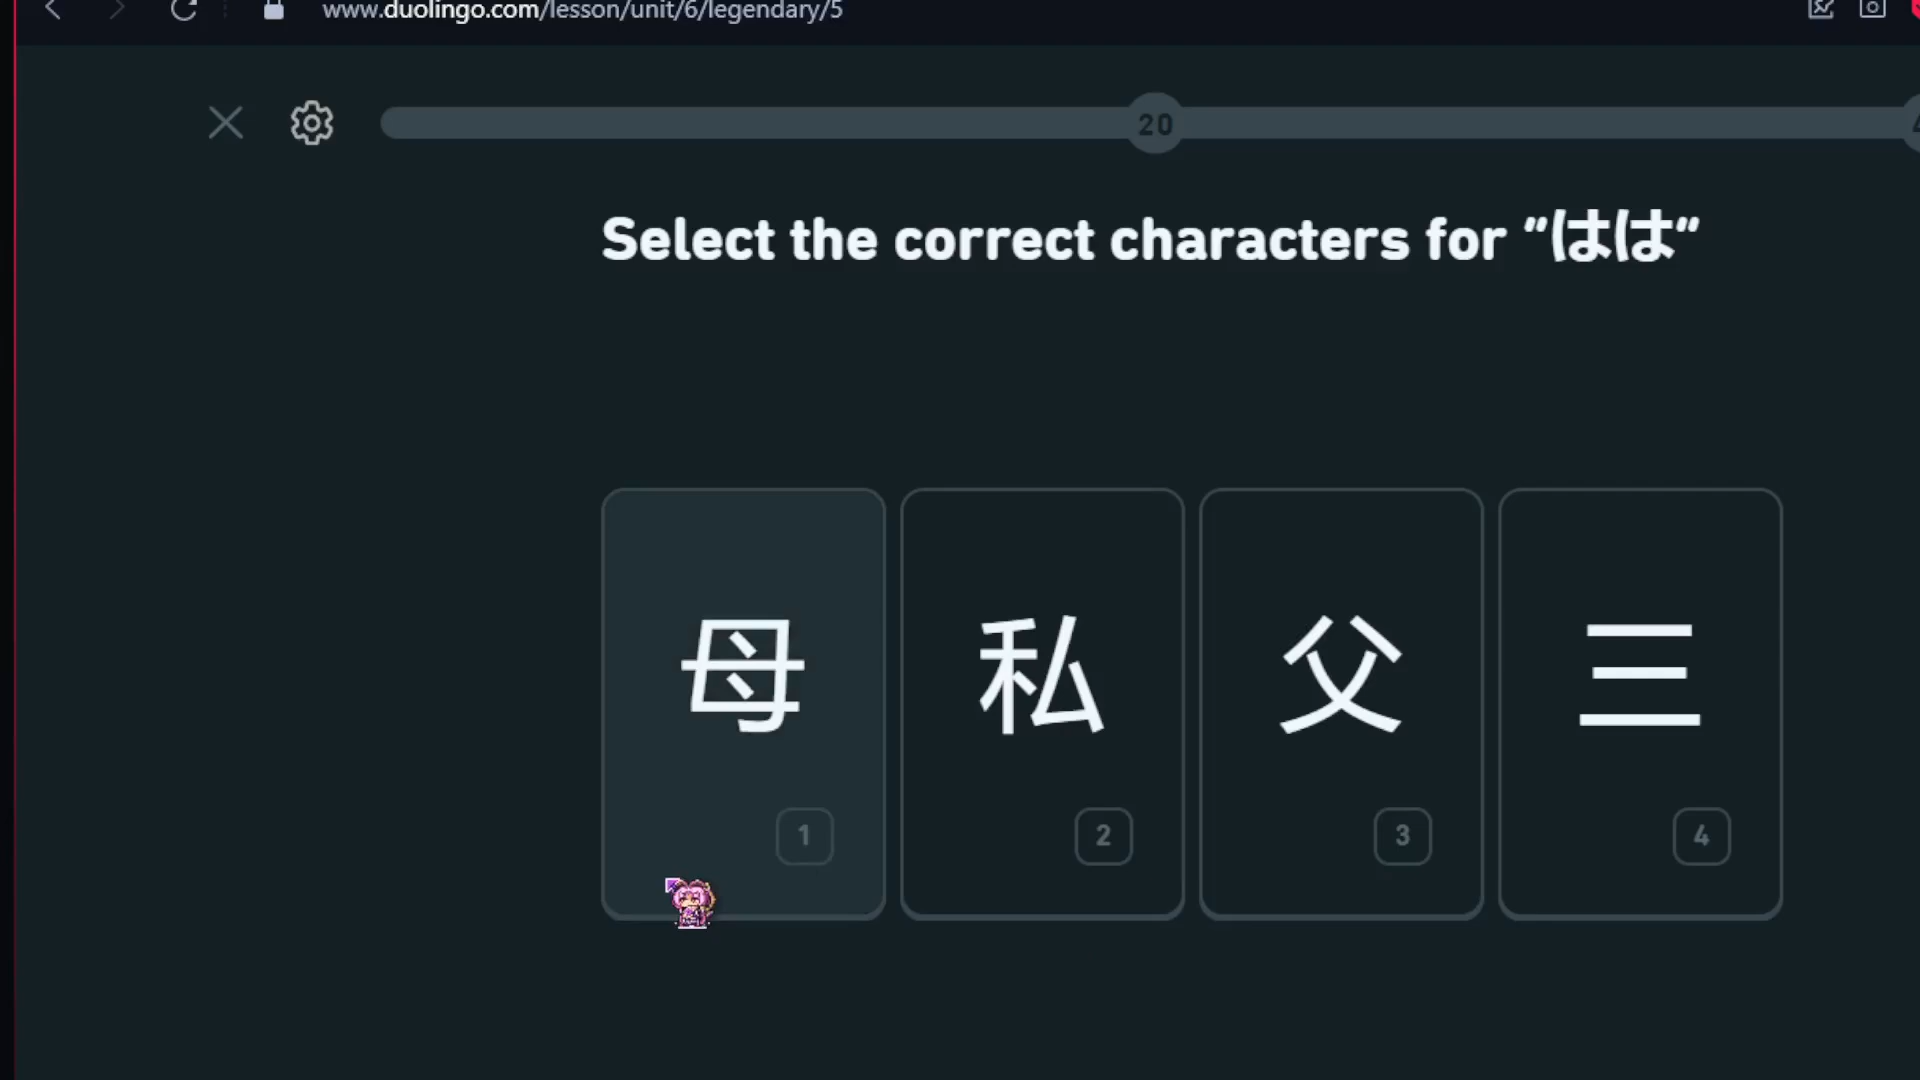 www.duolingo.com/lesson/unit/6/legendary/5
20
Select the correct characters for “はは”
母 私 父 三
1 2 3 4